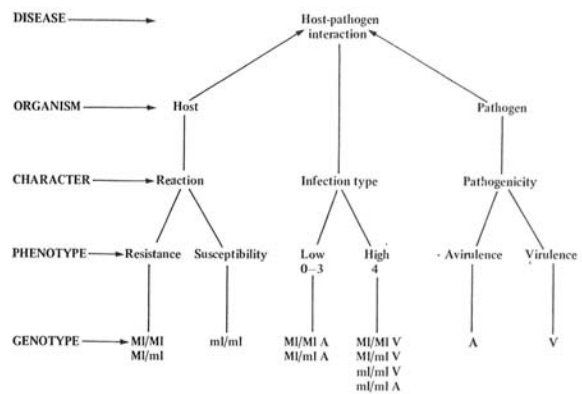 DISEASE
Host-pathogen
interaction
ORGANISM
Host
Pathogen
CHARACTER
Reaction
Infection type
Pathogenicity
PHENOTYPE
Resistance
Susceptibility
Low
0–3
High
4
Avirulence
Virulence
GENOTYPE
Ml/Ml
Ml/ml
ml/ml
Ml/Ml A
Ml/ml A
Ml/Ml V
Ml/ml V
ml/ml V
ml/ml A
A
V